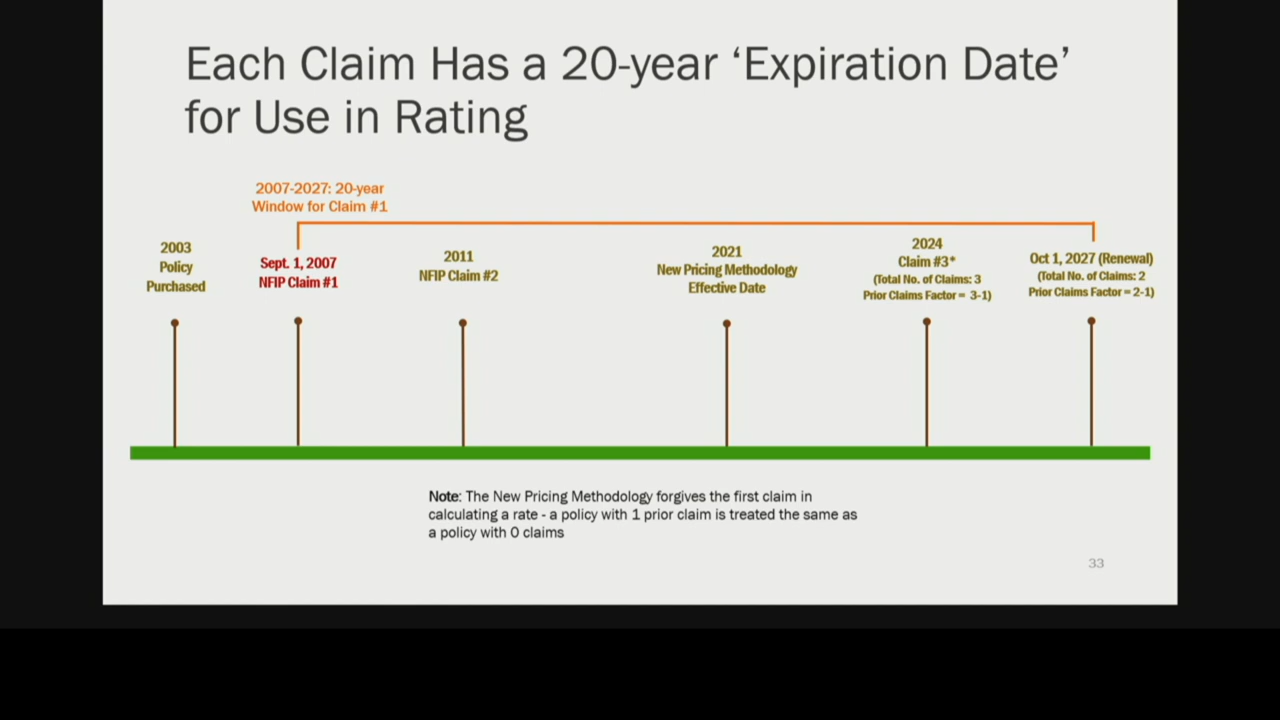 Each Claim Has a 20-year ‘Expiration Date’
for Use in Rating
2007-2027: 20-year
Window for Claim #1
2003
Policy
Purchased
Sept. 1, 2007
NFIP Claim #1
2011
NFIP Claim #2
2021
New Pricing Methodology
Effective Date
2024
Claim #3*
(Total No. of Claims: 3
Prior Claims Factor = 3-1)
Oct 1, 2027 (Renewal)
(Total No. of Claims: 2
Prior Claims Factor = 2-1)
Note: The New Pricing Methodology forgives the first claim in
calculating a rate - a policy with 1 prior claim is treated the same as
a policy with 0 claims
33